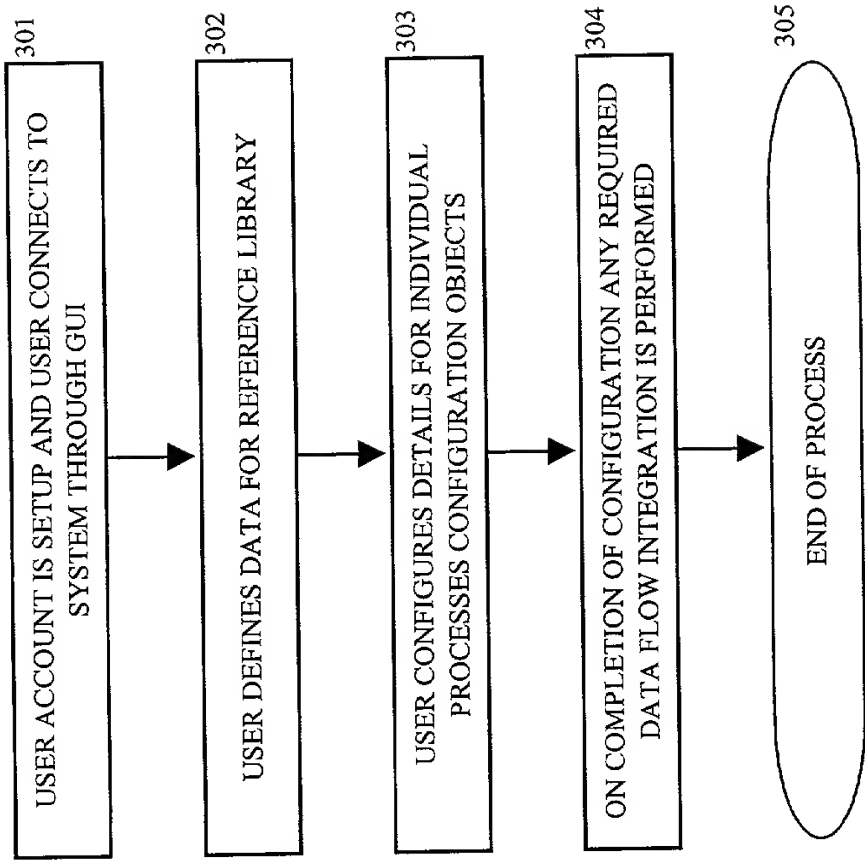 301
USER ACCOUNT IS SETUP AND USER CONNECTS TO
SYSTEM THROUGH GUI
302
USER DEFINES DATA FOR REFERENCE LIBRARY
303
USER CONFIGURES DETAILS FOR INDIVIDUAL
PROCESSES CONFIGURATION OBJECTS
304
ON COMPLETION OF CONFIGURATION ANY REQUIRED
DATA FLOW INTEGRATION IS PERFORMED
305
END OF PROCESS